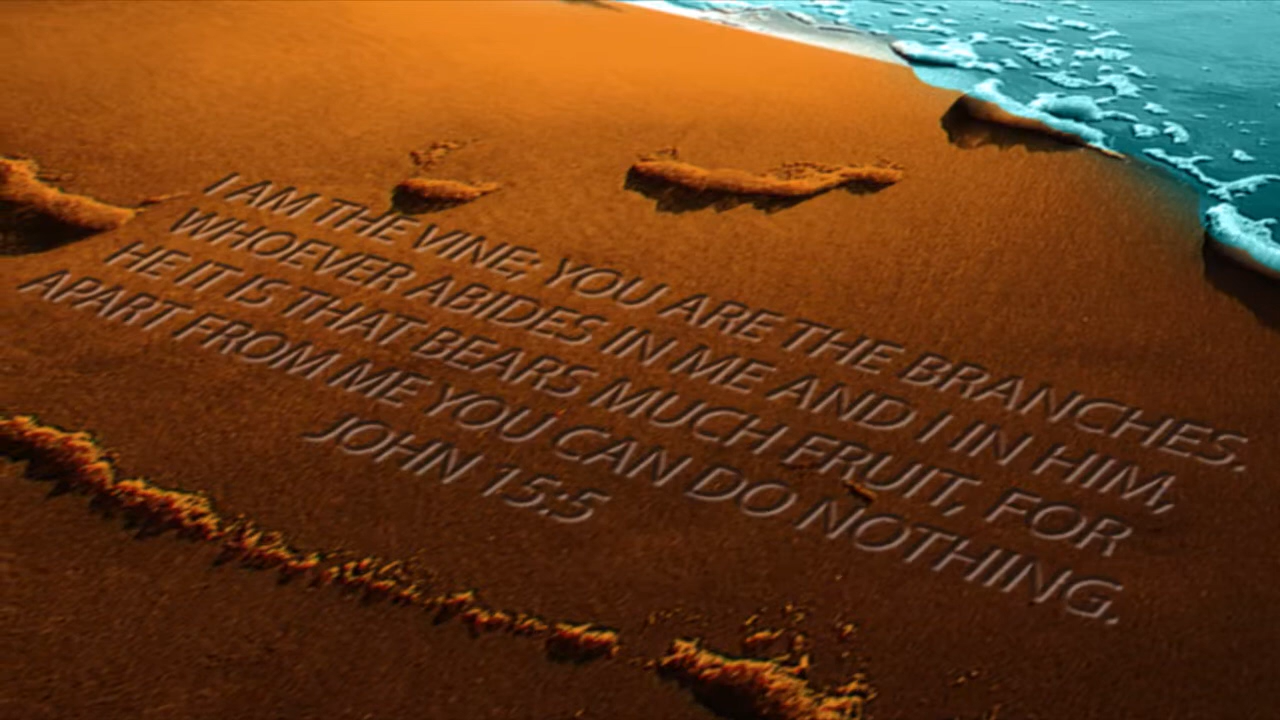 I AM THE VINE; YOU ARE THE BRANCHES.
WHOEVER ABIDES IN ME AND I IN HIM,
HE IT IS THAT BEARS MUCH FRUIT, FOR
APART FROM ME YOU CAN DO NOTHING.
JOHN 15:5